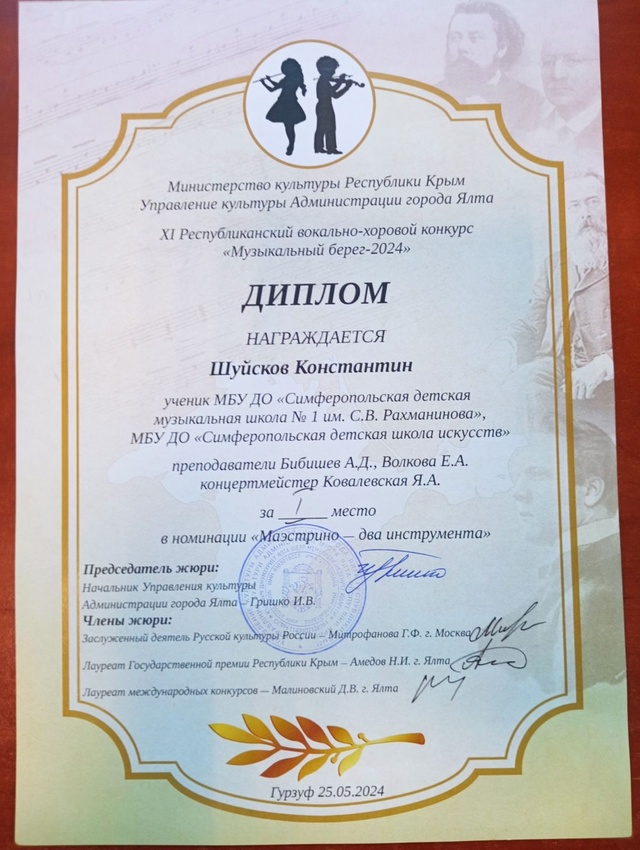 Министерство культуры Республики Крым
Управление культуры Администрации города Ялта
XI Республиканский вокально-хоровой конкурс
«Музыкальный берег-2024»
ДИПЛОМ
НАГРАЖДАЕТСЯ
Шуйсков Константин
ученик МБУ ДО «Симферопольская детская
музыкальная школа № 1 им. С.В. Рахманинова»,
МБУ ДО «Симферопольская детская школа искусств»
преподаватели Бибишев А.Д., Волкова Е.А.
концертмейстер Ковалевская Я.А.
за I место
в номинации «Маэстрино – два инструмента»
Председатель жюри:
Начальник Управления культуры
Администрации города Ялта – Гришко И.В.
Члены жюри:
Заслуженный деятель Русской культуры России – Митрофанова Г.Ф. г. Москва
Лауреат Государственной премии Республики Крым – Амедов Н.И. г. Ялта
Лауреат международных конкурсов – Малиновский Д.В. г. Ялта
Гурзуф 25.05.2024